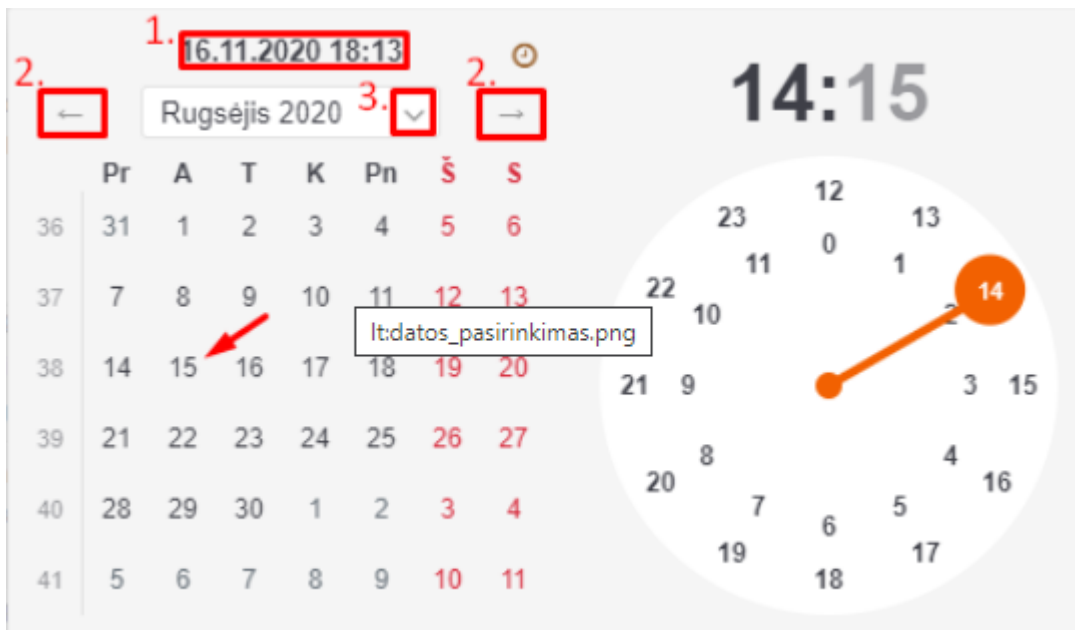 1. 16.11.2020 18:13
2. ← Rugsėjis 2020 3. 2. →
Pr A T K Pn Š S
36 31 1 2 3 4 5 6
37 7 8 9 10 11 12 13
38 14 15 16 17 18 19 20
39 21 22 23 24 25 26 27
40 28 29 30 1 2 3 4
41 5 6 7 8 9 10 11
lt:datos_pasirinkimas.png
14:15
12
23 13
0
11 1
22 14
10 2
21 9 3 15
8 4
20 16
7 5
6
19 17
18